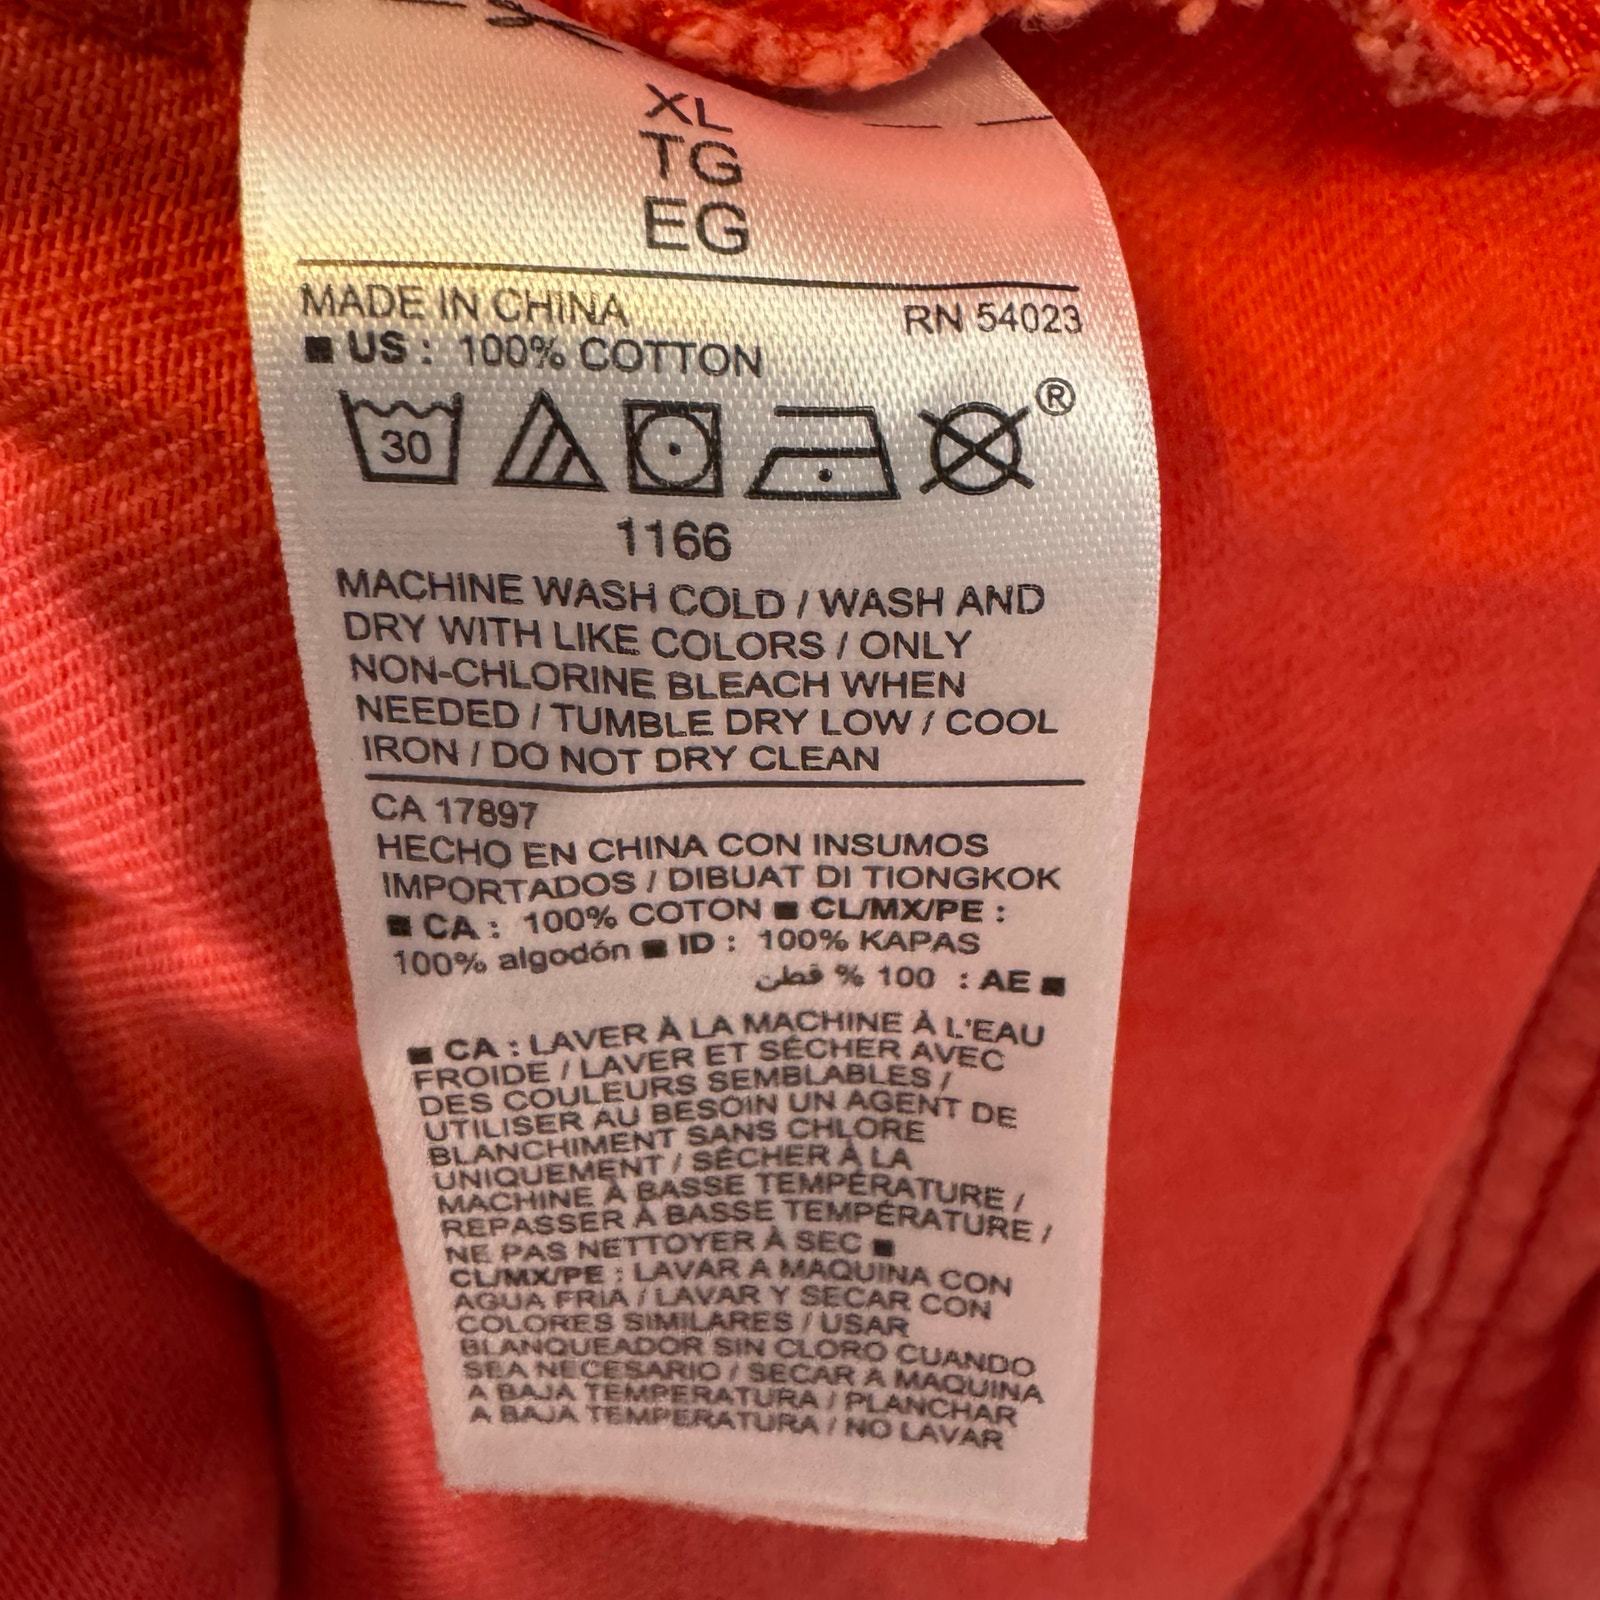 XL
TG
EG
MADE IN CHINA RN 54023
■ US : 100% COTTON
30 ®
1166
MACHINE WASH COLD / WASH AND
DRY WITH LIKE COLORS / ONLY
NON-CHLORINE BLEACH WHEN
NEEDED / TUMBLE DRY LOW / COOL
IRON / DO NOT DRY CLEAN
CA 17897
HECHO EN CHINA CON INSUMOS
IMPORTADOS / DIBUAT DI TIONGKOK
■ CA : 100% COTON ■ CL/MX/PE :
100% algodón ■ ID : 100% KAPAS
■ AE : 100 % قطن
■ CA : LAVER À LA MACHINE À L'EAU
FROIDE / LAVER ET SÉCHER AVEC
DES COULEURS SEMBLABLES /
UTILISER AU BESOIN UN AGENT DE
BLANCHIMENT SANS CHLORE
UNIQUEMENT / SÉCHER À LA
MACHINE À BASSE TEMPÉRATURE /
REPASSER À BASSE TEMPÉRATURE /
NE PAS NETTOYER À SEC ■
CL/MX/PE : LAVAR A MAQUINA CON
AGUA FRIA / LAVAR Y SECAR CON
COLORES SIMILARES / USAR
BLANQUEADOR SIN CLORO CUANDO
SEA NECESARIO / SECAR A MAQUINA
A BAJA TEMPERATURA / PLANCHAR
A BAJA TEMPERATURA / NO LAVAR